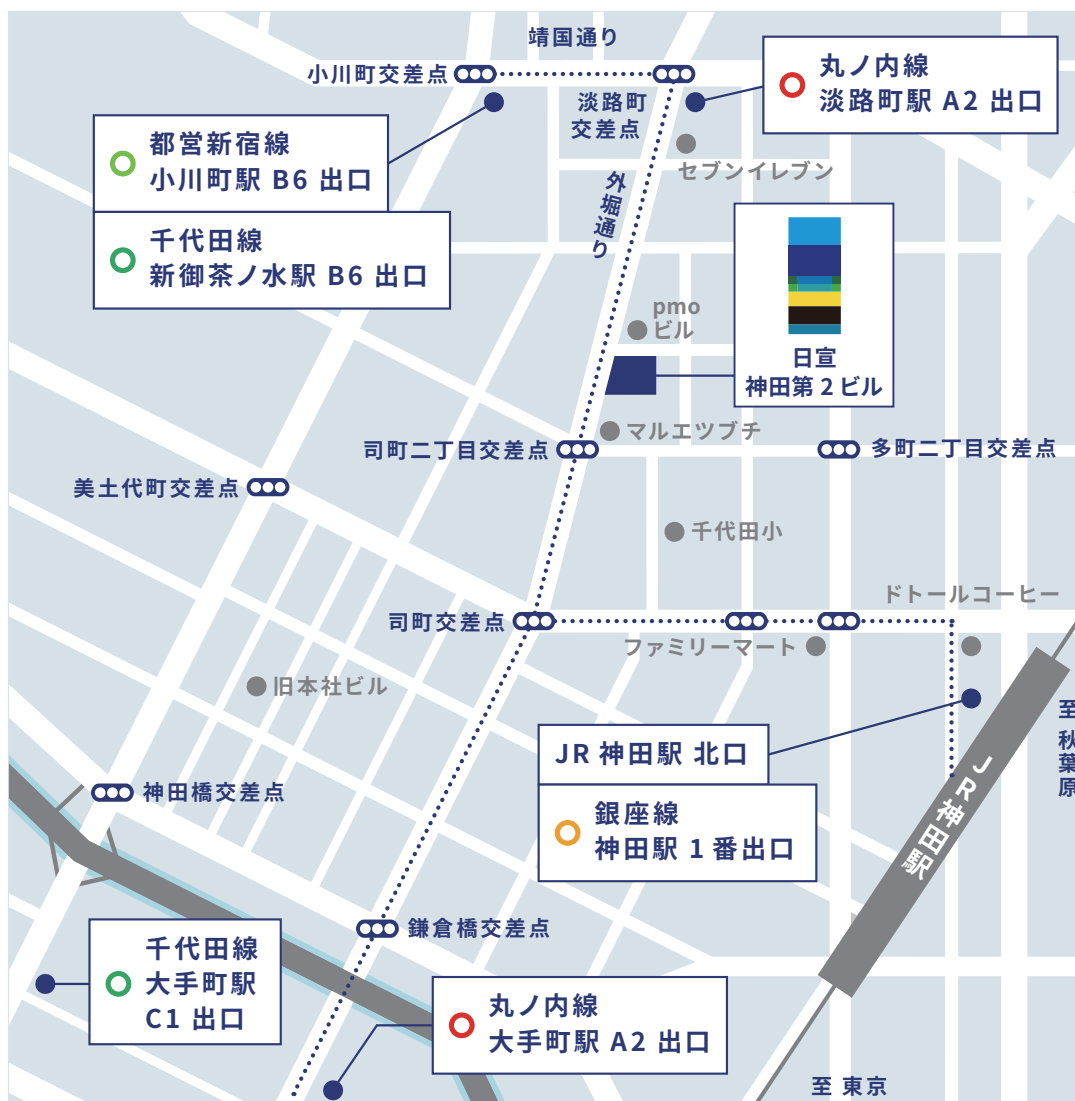 靖国通り
小川町交差点
淡路町
交差点
丸ノ内線
淡路町駅 A2 出口
都営新宿線
小川町駅 B6 出口
セブンイレブン
外堀通り
千代田線
新御茶ノ水駅 B6 出口
pmo
ビル
日宣
神田第 2 ビル
マルエツプチ
司町二丁目交差点
多町二丁目交差点
美土代町交差点
千代田小
ドトールコーヒー
司町交差点
ファミリーマート
旧本社ビル
至 秋葉原
JR 神田駅 北口
JR神田駅
神田橋交差点
銀座線
神田駅 1 番出口
鎌倉橋交差点
千代田線
大手町駅
C1 出口
丸ノ内線
大手町駅 A2 出口
至 東京